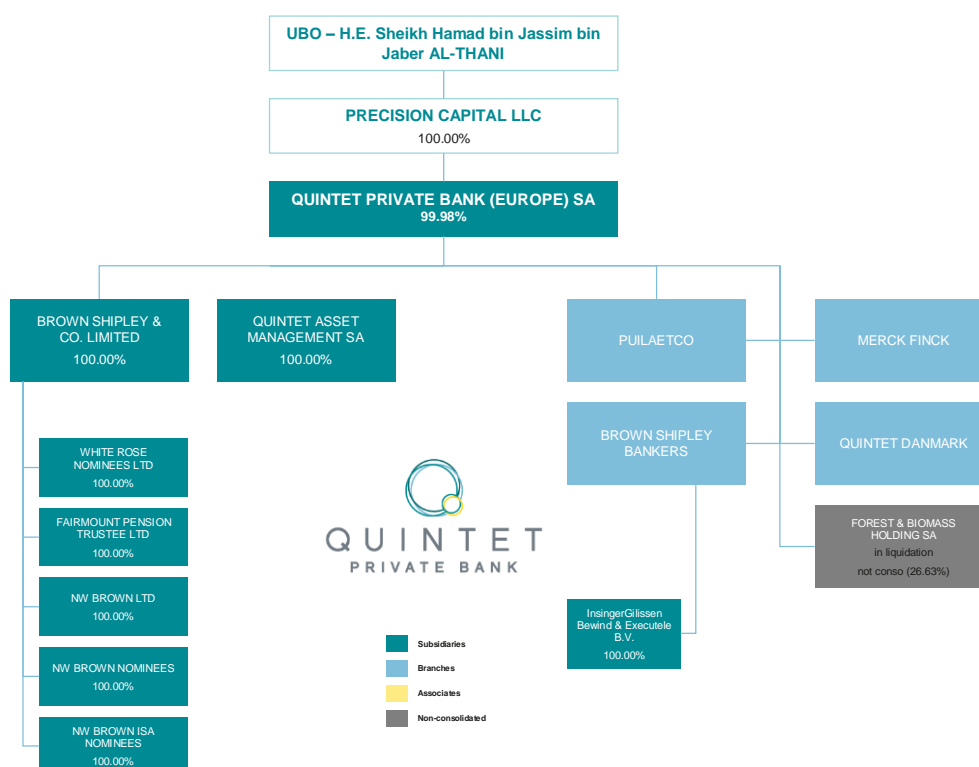 UBO – H.E. Sheikh Hamad bin Jassim bin
Jaber AL-THANI
PRECISION CAPITAL LLC
100.00%
QUINTET PRIVATE BANK (EUROPE) SA
99.98%
BROWN SHIPLEY &
CO. LIMITED
100.00%
QUINTET ASSET
MANAGEMENT SA
100.00%
PUILAETCO
MERCK FINCK
BROWN SHIPLEY
BANKERS
QUINTET DANMARK
WHITE ROSE
NOMINEES LTD
100.00%
FAIRMOUNT PENSION
TRUSTEE LTD
100.00%
NW BROWN LTD
100.00%
NW BROWN NOMINEES
100.00%
NW BROWN ISA
NOMINEES
100.00%
QUINTET
PRIVATE BANK
FOREST & BIOMASS
HOLDING SA
in liquidation
not conso (26.63%)
InsingerGilissen
Bewind & Executele
B.V.
100.00%
Subsidiaries
Branches
Associates
Non-consolidated